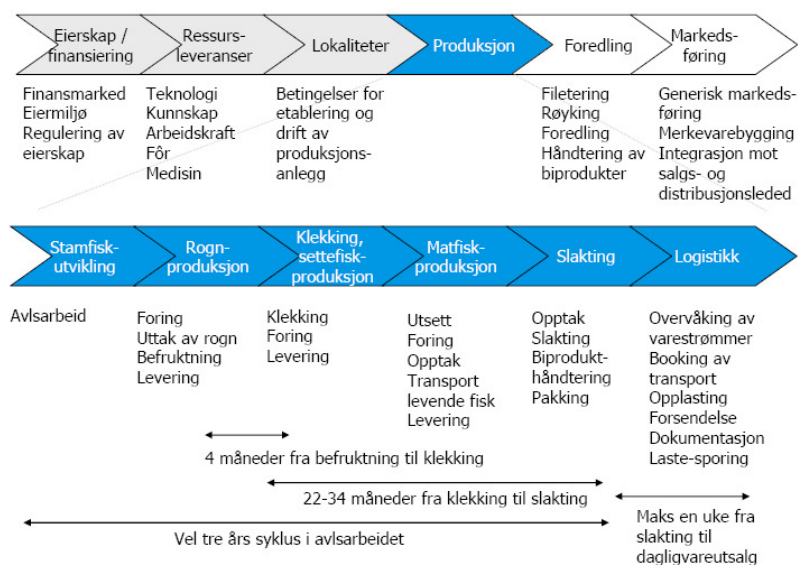 Eierskap /
finansiering
Ressurs-
leveranser
Lokaliteter
Produksjon
Foredling
Markeds-
føring
Finansmarked
Eiermiljø
Regulering av
eierskap
Teknologi
Kunnskap
Arbeidskraft
Fôr
Medisin
Betingelser for
etablering og
drift av
produksjons-
anlegg
Filetering
Røyking
Foredling
Håndtering av
biprodukter
Generisk markeds-
føring
Merkevarebygging
Integrasjon mot
salgs- og
distribusjonsleded
Stamfisk-
utvikling
Rogn-
produksjon
Klekking,
settefisk-
produksjon
Matfisk-
produksjon
Slakting
Logistikk
Avlsarbeid
Foring
Uttak av rogn
Befruktning
Levering
Klekking
Foring
Levering
Utsett
Foring
Opptak
Transport
levende fisk
Levering
Opptak
Slakting
Biprodukt-
håndtering
Pakking
Overvåking av
varestrømmer
Booking av
transport
Opplasting
Forsendelse
Dokumentasjon
Laste-sporing
4 måneder fra befruktning til klekking
22-34 måneder fra klekking til slakting
Vel tre års syklus i avlsarbeidet
Maks en uke fra
slakting til
dagligvareutsalg